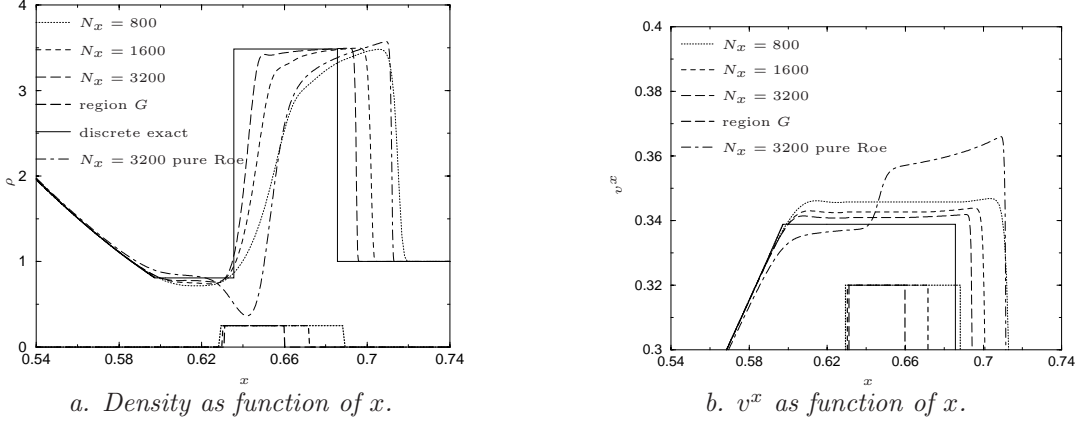 4
N_x = 800
N_x = 1600
N_x = 3200
region G
discrete exact
N_x = 3200 pure Roe
3
2
1
0
ρ
0.54
0.58
0.62
0.66
0.7
0.74
x
a. Density as function of x.
0.4
N_x = 800
N_x = 1600
N_x = 3200
region G
N_x = 3200 pure Roe
0.38
0.36
0.34
0.32
0.3
v^x
0.54
0.58
0.62
0.66
0.7
0.74
x
b. v^x as function of x.